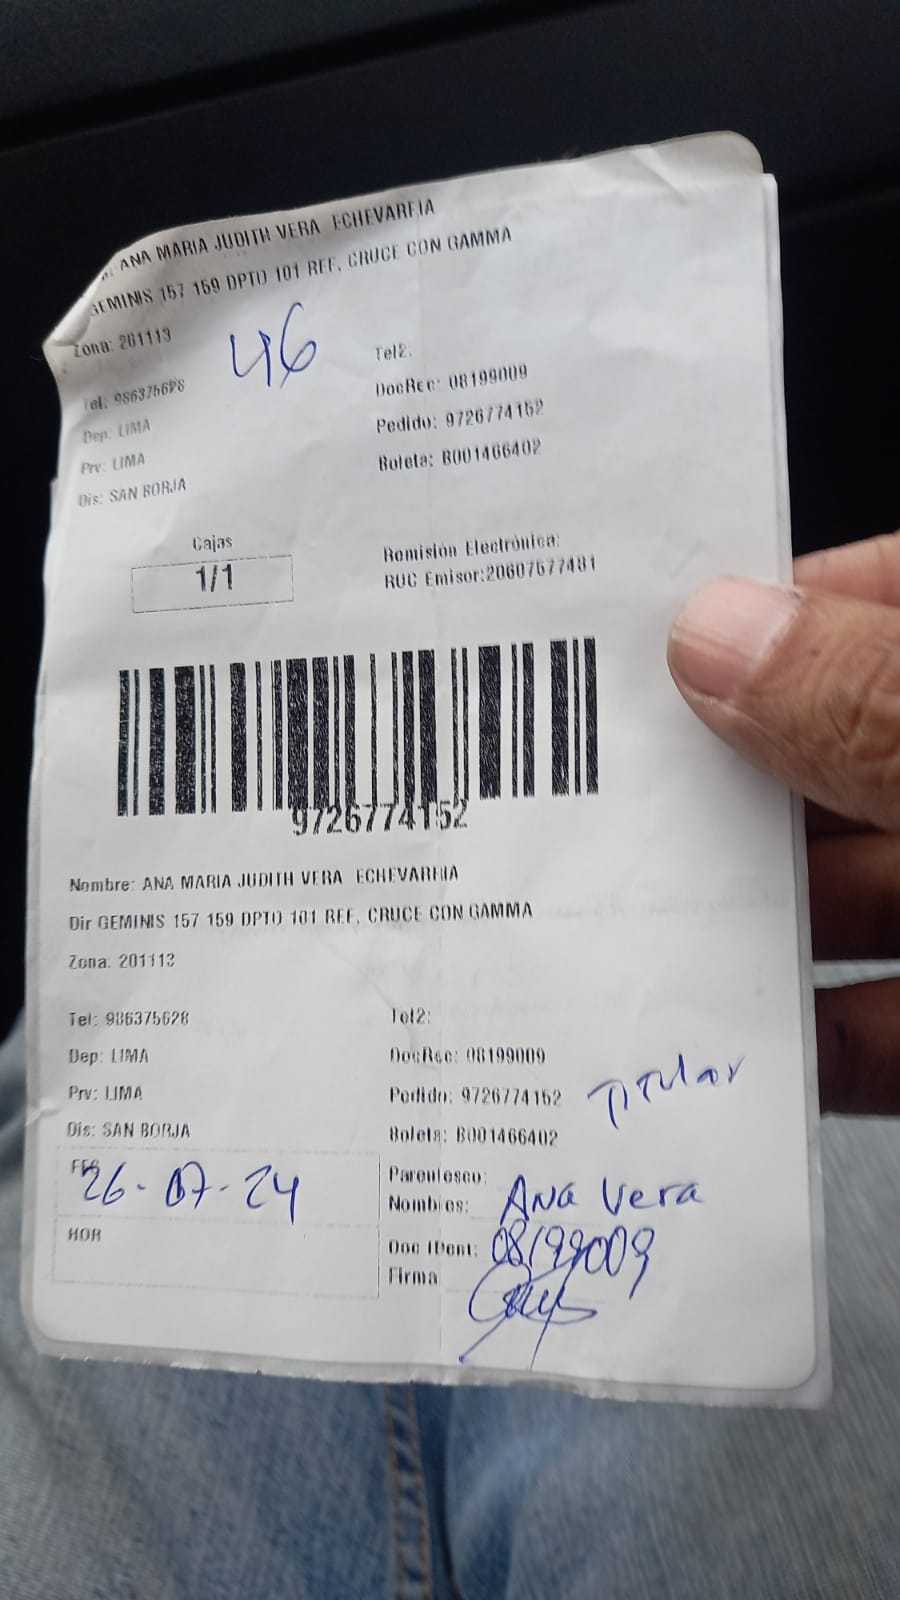 ANA MARIA JUDITH VERA ECHEVARRIA
GEMINIS 157 159 DPTO 101 REF. CRUCE CON GAMMA
Zona: 201113
46
Tel: 986375628
Tel2:
Dep: LIMA
DocRec: 08199009
Prv: LIMA
Pedido: 9726774152
Dis: SAN BORJA
Boleta: B001466402
Cajas
1/1
Remisión Electrónica:
RUC Emisor:20607577481
9726774152
Nombre: ANA MARIA JUDITH VERA ECHEVARRIA
Dir GEMINIS 157 159 DPTO 101 REF. CRUCE CON GAMMA
Zona: 201113
Tel: 986375628
Tel2:
Dep: LIMA
DocRec: 08199009
Prv: LIMA
Pedido: 9726774152
Titular
Dis: SAN BORJA
Boleta: B001466402
FEC
26-07-24
Parentesco:
Nombres: Ana Vera
HOR
Doc IDent: 08199009
Firma